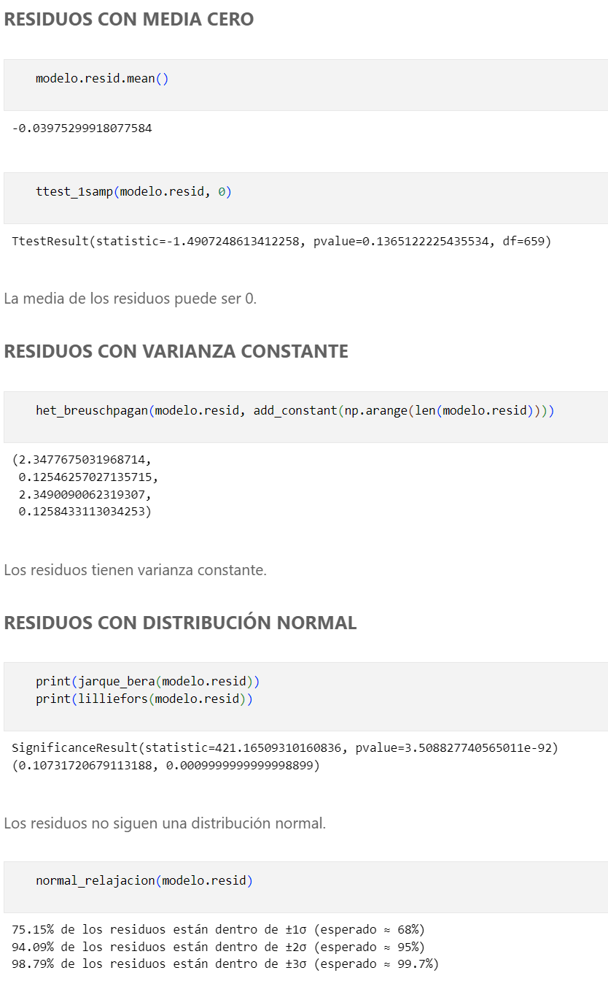 RESIDUOS CON MEDIA CERO
modelo.resid.mean()
-0.03975299918077584
ttest_1samp(modelo.resid, 0)
TtestResult(statistic=-1.4907248613412258, pvalue=0.1365122225435534, df=659)
La media de los residuos puede ser 0.
RESIDUOS CON VARIANZA CONSTANTE
het_breuschpagan(modelo.resid, add_constant(np.arange(len(modelo.resid))))
(2.3477675031968714,
0.12546257027135715,
2.3490090062319307,
0.1258433113034253)
Los residuos tienen varianza constante.
RESIDUOS CON DISTRIBUCIÓN NORMAL
print(jarque_bera(modelo.resid))
print(lilliefors(modelo.resid))
SignificanceResult(statistic=421.16509310160836, pvalue=3.508827740565011e-92)
(0.10731720679113188, 0.0009999999999998899)
Los residuos no siguen una distribución normal.
normal_relajacion(modelo.resid)
75.15% de los residuos están dentro de ±1σ (esperado ≈ 68%)
94.09% de los residuos están dentro de ±2σ (esperado ≈ 95%)
98.79% de los residuos están dentro de ±3σ (esperado ≈ 99.7%)